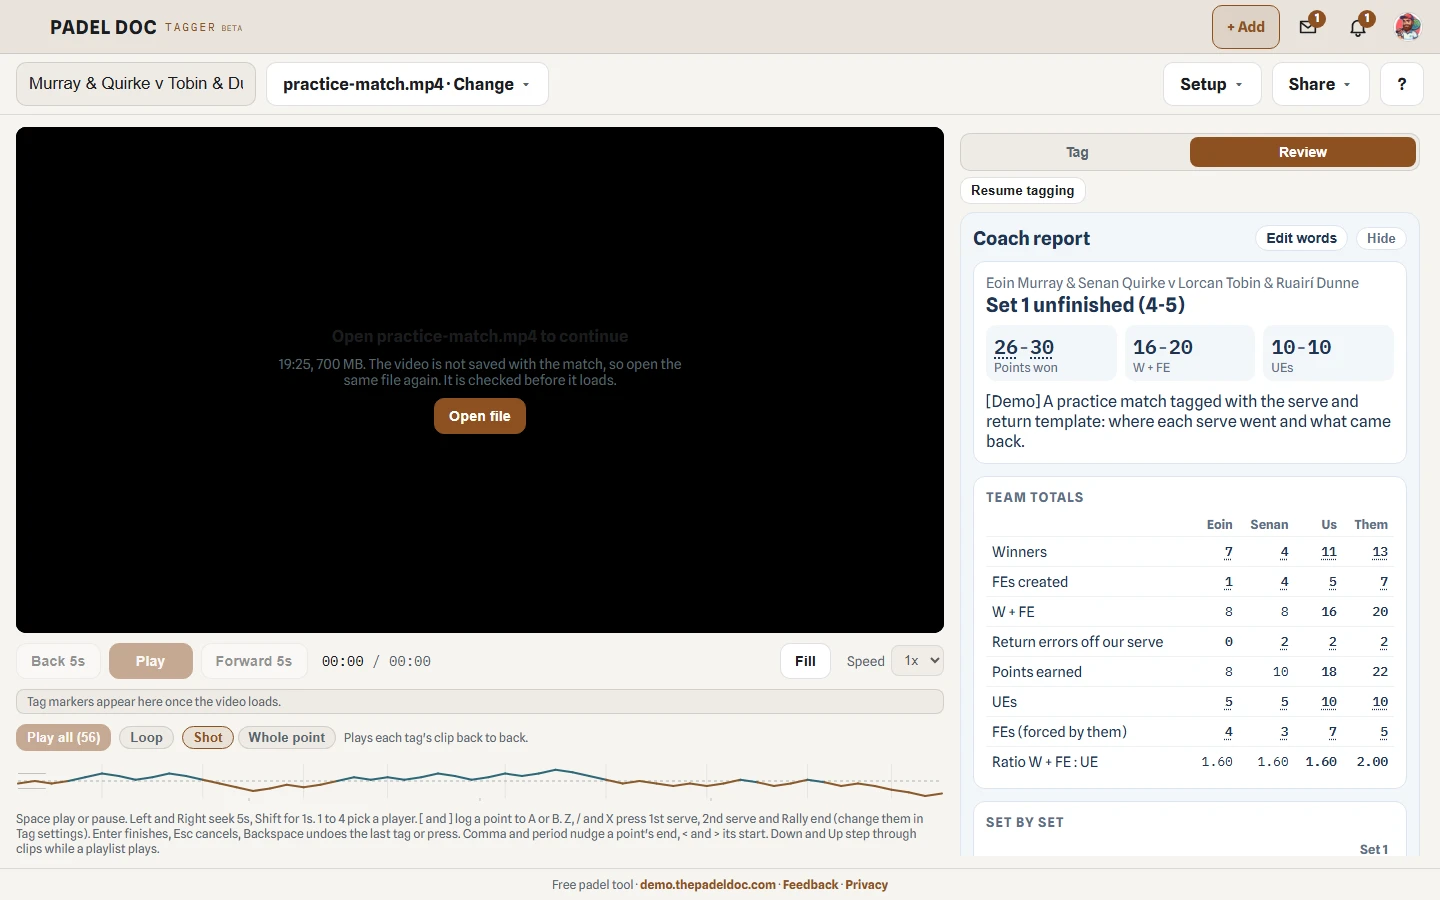 PADEL DOC TAGGER BETA
+ Add
1
1
Murray & Quirke v Tobin & Du
practice-match.mp4 · Change
Setup
Share
?
Open practice-match.mp4 to continue
19:25, 700 MB. The video is not saved with the match, so open the
same file again. It is checked before it loads.
Open file
Back 5s
Play
Forward 5s
00:00 / 00:00
Fill
Speed
1x
Tag markers appear here once the video loads.
Play all (56)
Loop
Shot
Whole point
Plays each tag's clip back to back.
Space play or pause. Left and Right seek 5s, Shift for 1s. 1 to 4 pick a player. [ and ] log a point to A or B. Z, / and X press 1st serve, 2nd serve and Rally end (change them in
Tag settings). Enter finishes, Esc cancels, Backspace undoes the last tag or press. Comma and period nudge a point's end, < and > its start. Down and Up step through
clips while a playlist plays.
Tag
Review
Resume tagging
Coach report
Edit words
Hide
Eoin Murray & Senan Quirke v Lorcan Tobin & Ruairí Dunne
Set 1 unfinished (4-5)
26-30
Points won
16-20
W + FE
10-10
UEs
[Demo] A practice match tagged with the serve and
return template: where each serve went and what came
back.
TEAM TOTALS
Eoin Senan Us Them
Winners 7 4 11 13
FEs created 1 4 5 7
W + FE 8 8 16 20
Return errors off our serve 0 2 2 2
Points earned 8 10 18 22
UEs 5 5 10 10
FEs (forced by them) 4 3 7 5
Ratio W + FE : UE 1.60 1.60 1.60 2.00
SET BY SET
Set 1
Free padel tool · demo.thepadeldoc.com · Feedback · Privacy